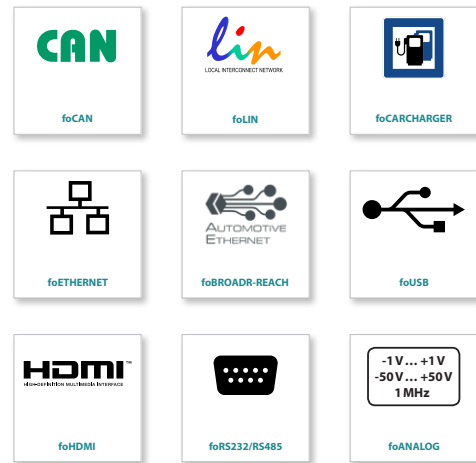 CAN
foCAN
lin
LOCAL INTERCONNECT NETWORK
foLIN
foCARCHARGER
foETHERNET
AUTOMOTIVE
ETHERNET
foBROADR-REACH
foUSB
HDMI™
HIGH-DEFINITION MULTIMEDIA INTERFACE
foHDMI
foRS232/RS485
-1 V ... +1 V
-50 V ... +50 V
1 MHz
foANALOG